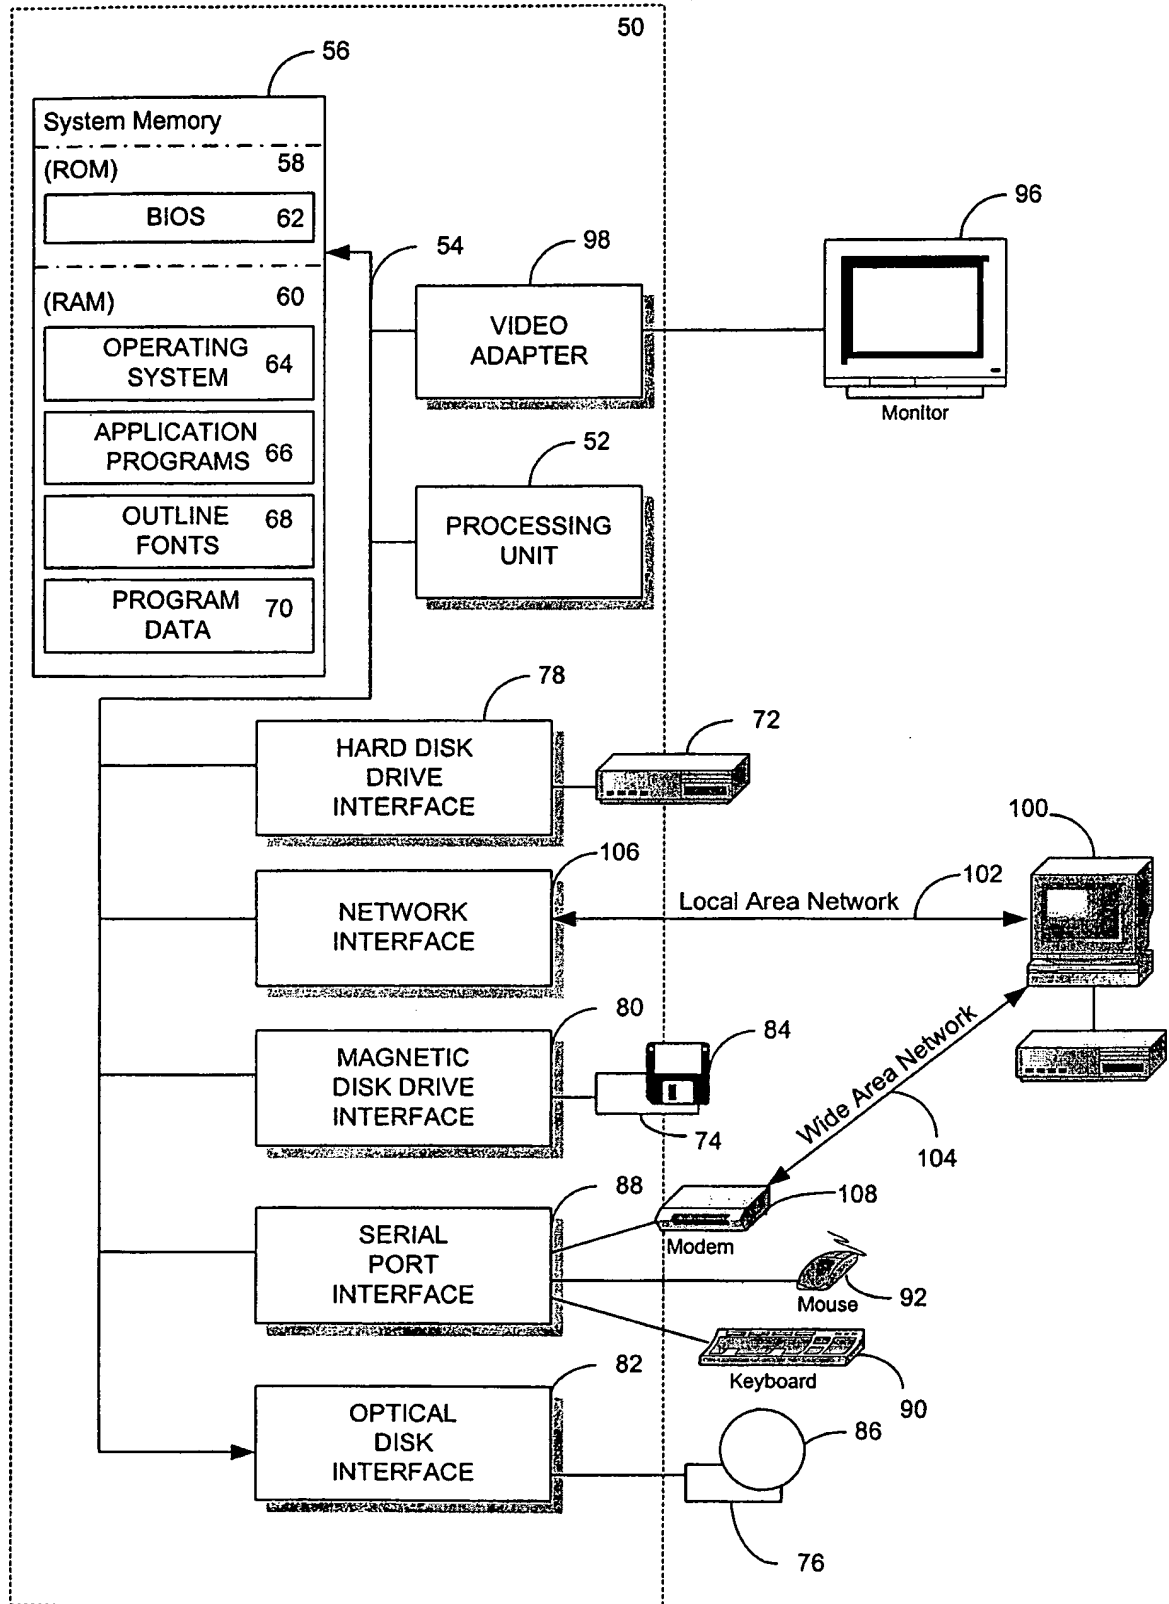 50
56
System Memory
(ROM) 58
BIOS 62
54
98
96
(RAM) 60
OPERATING
SYSTEM 64
VIDEO
ADAPTER
Monitor
APPLICATION
PROGRAMS 66
52
OUTLINE
FONTS 68
PROCESSING
UNIT
PROGRAM
DATA 70
78
72
HARD DISK
DRIVE
INTERFACE
100
106
102
Local Area Network
NETWORK
INTERFACE
80
84
MAGNETIC
DISK DRIVE
INTERFACE
74
Wide Area Network
104
88
108
Modem
SERIAL
PORT
INTERFACE
Mouse 92
82
Keyboard
90
OPTICAL
DISK
INTERFACE
86
76